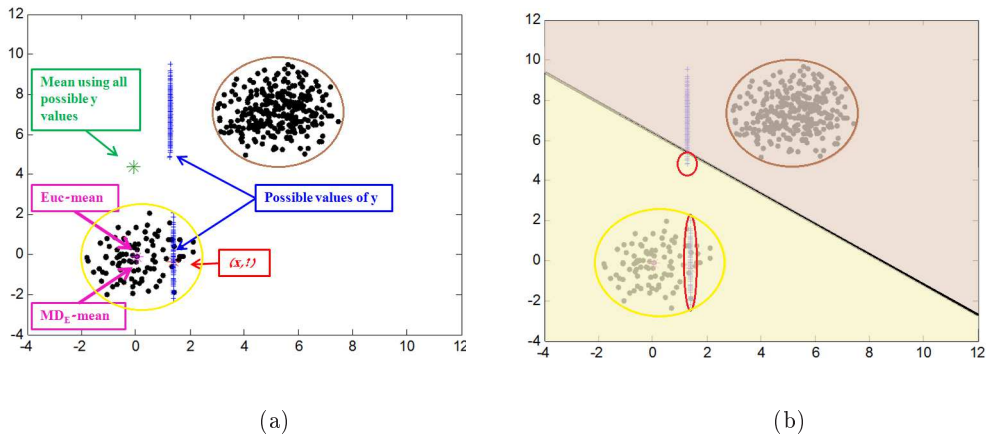 12
10
8
6
4
2
0
-2
-4
-4 -2 0 2 4 6 8 10 12
Mean using all
possible y
values
Euc-mean
Possible values of y
(x,?)
MD_E-mean
(a)
12
10
8
6
4
2
0
-2
-4
-4 -2 0 2 4 6 8 10 12
(b)